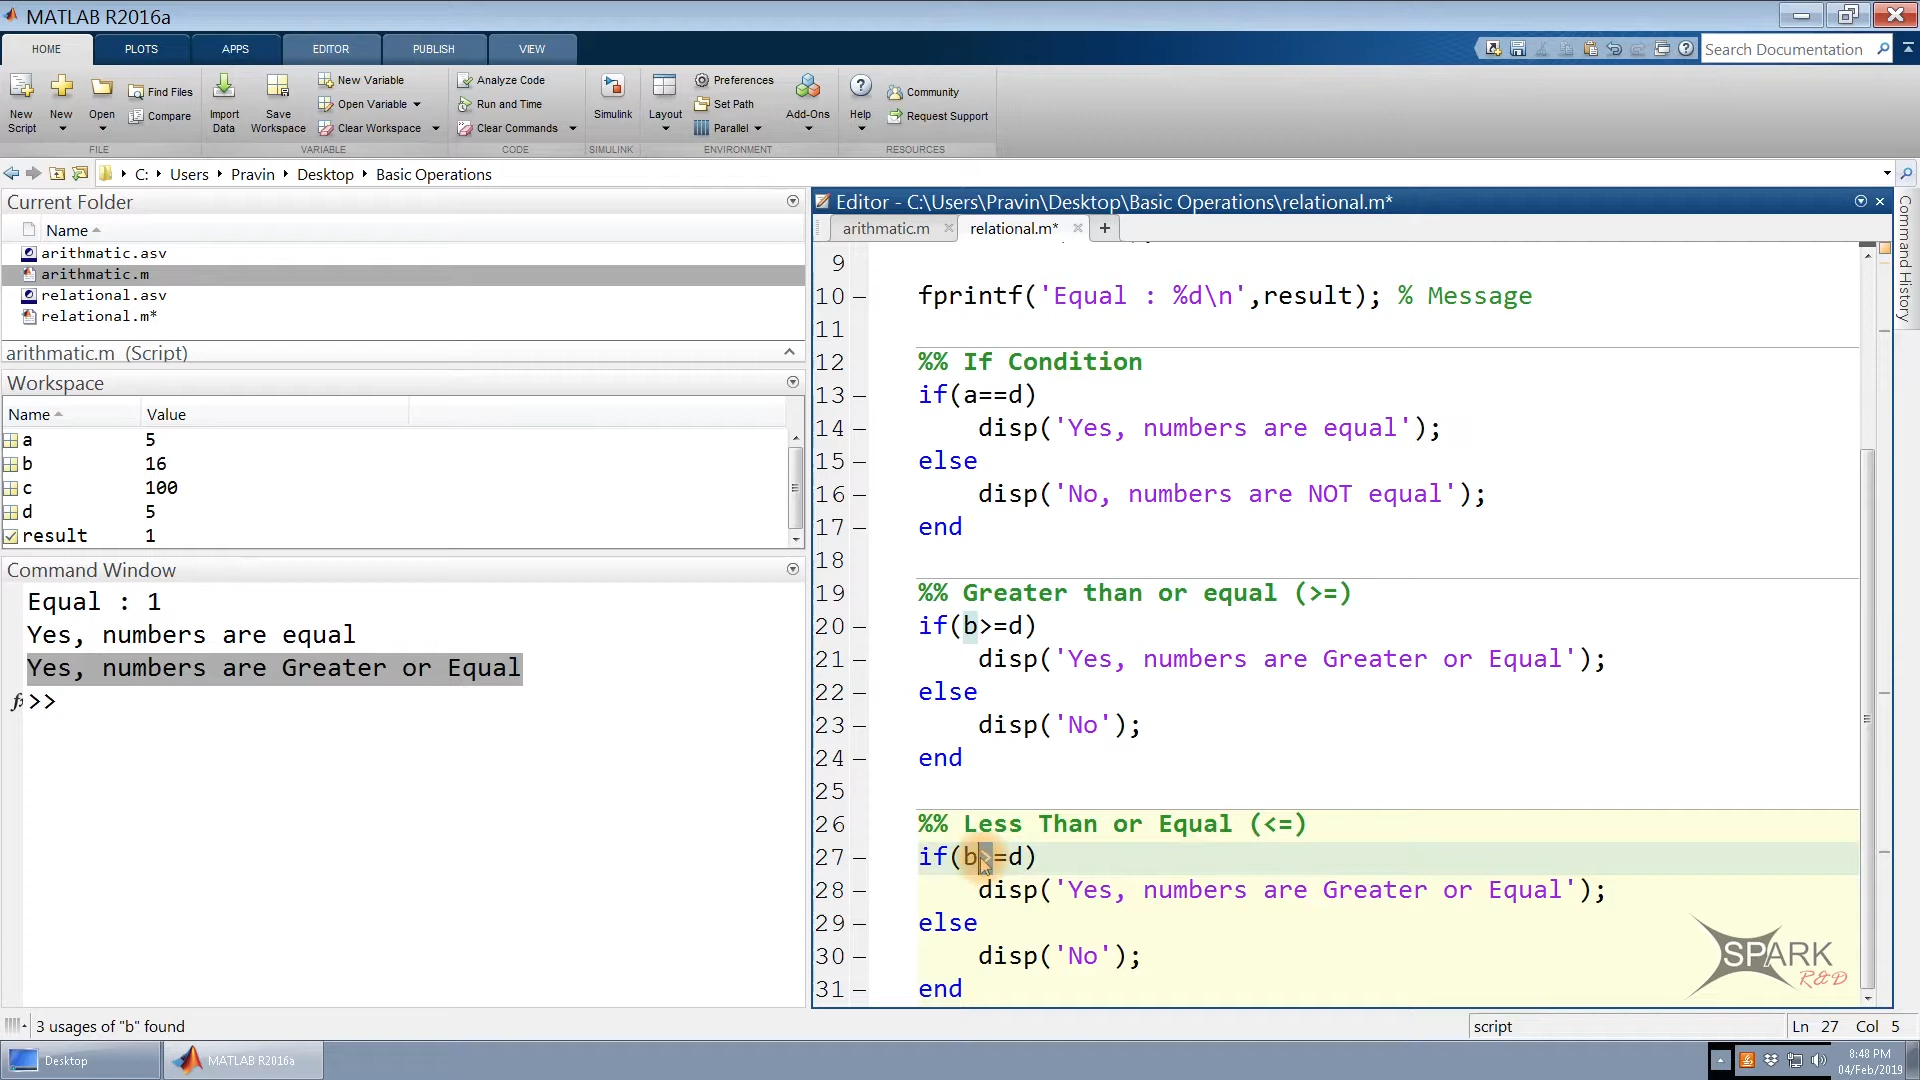 MATLAB R2016a
HOME PLOTS APPS EDITOR PUBLISH VIEW
Search Documentation
New Script
New
Open
Find Files
Compare
FILE
Import Data
Save Workspace
New Variable
Open Variable
Clear Workspace
VARIABLE
Analyze Code
Run and Time
Clear Commands
CODE
Simulink
SIMULINK
Layout
Preferences
Set Path
Parallel
Add-Ons
ENVIRONMENT
Help
Community
Request Support
RESOURCES
C: Users Pravin Desktop Basic Operations
Current Folder
Name
arithmatic.asv
arithmatic.m
relational.asv
relational.m*
arithmatic.m (Script)
Workspace
Name Value
a 5
b 16
c 100
d 5
result 1
Command Window
Equal : 1
Yes, numbers are equal
Yes, numbers are Greater or Equal
fx >>
Editor - C:\Users\Pravin\Desktop\Basic Operations\relational.m*
arithmatic.m relational.m* +
9
10 – fprintf('Equal : %d\n',result); % Message
11
12 %% If Condition
13 – if(a==d)
14 – disp('Yes, numbers are equal');
15 – else
16 – disp('No, numbers are NOT equal');
17 – end
18
19 %% Greater than or equal (>=)
20 – if(b>=d)
21 – disp('Yes, numbers are Greater or Equal');
22 – else
23 – disp('No');
24 – end
25
26 %% Less Than or Equal (<=)
27 – if(b>=d)
28 – disp('Yes, numbers are Greater or Equal');
29 – else
30 – disp('No');
31 – end
Command History
SPARK
R&D
3 usages of "b" found
script
Ln 27 Col 5
Desktop
MATLAB R2016a
8:48 PM
04/Feb/2019